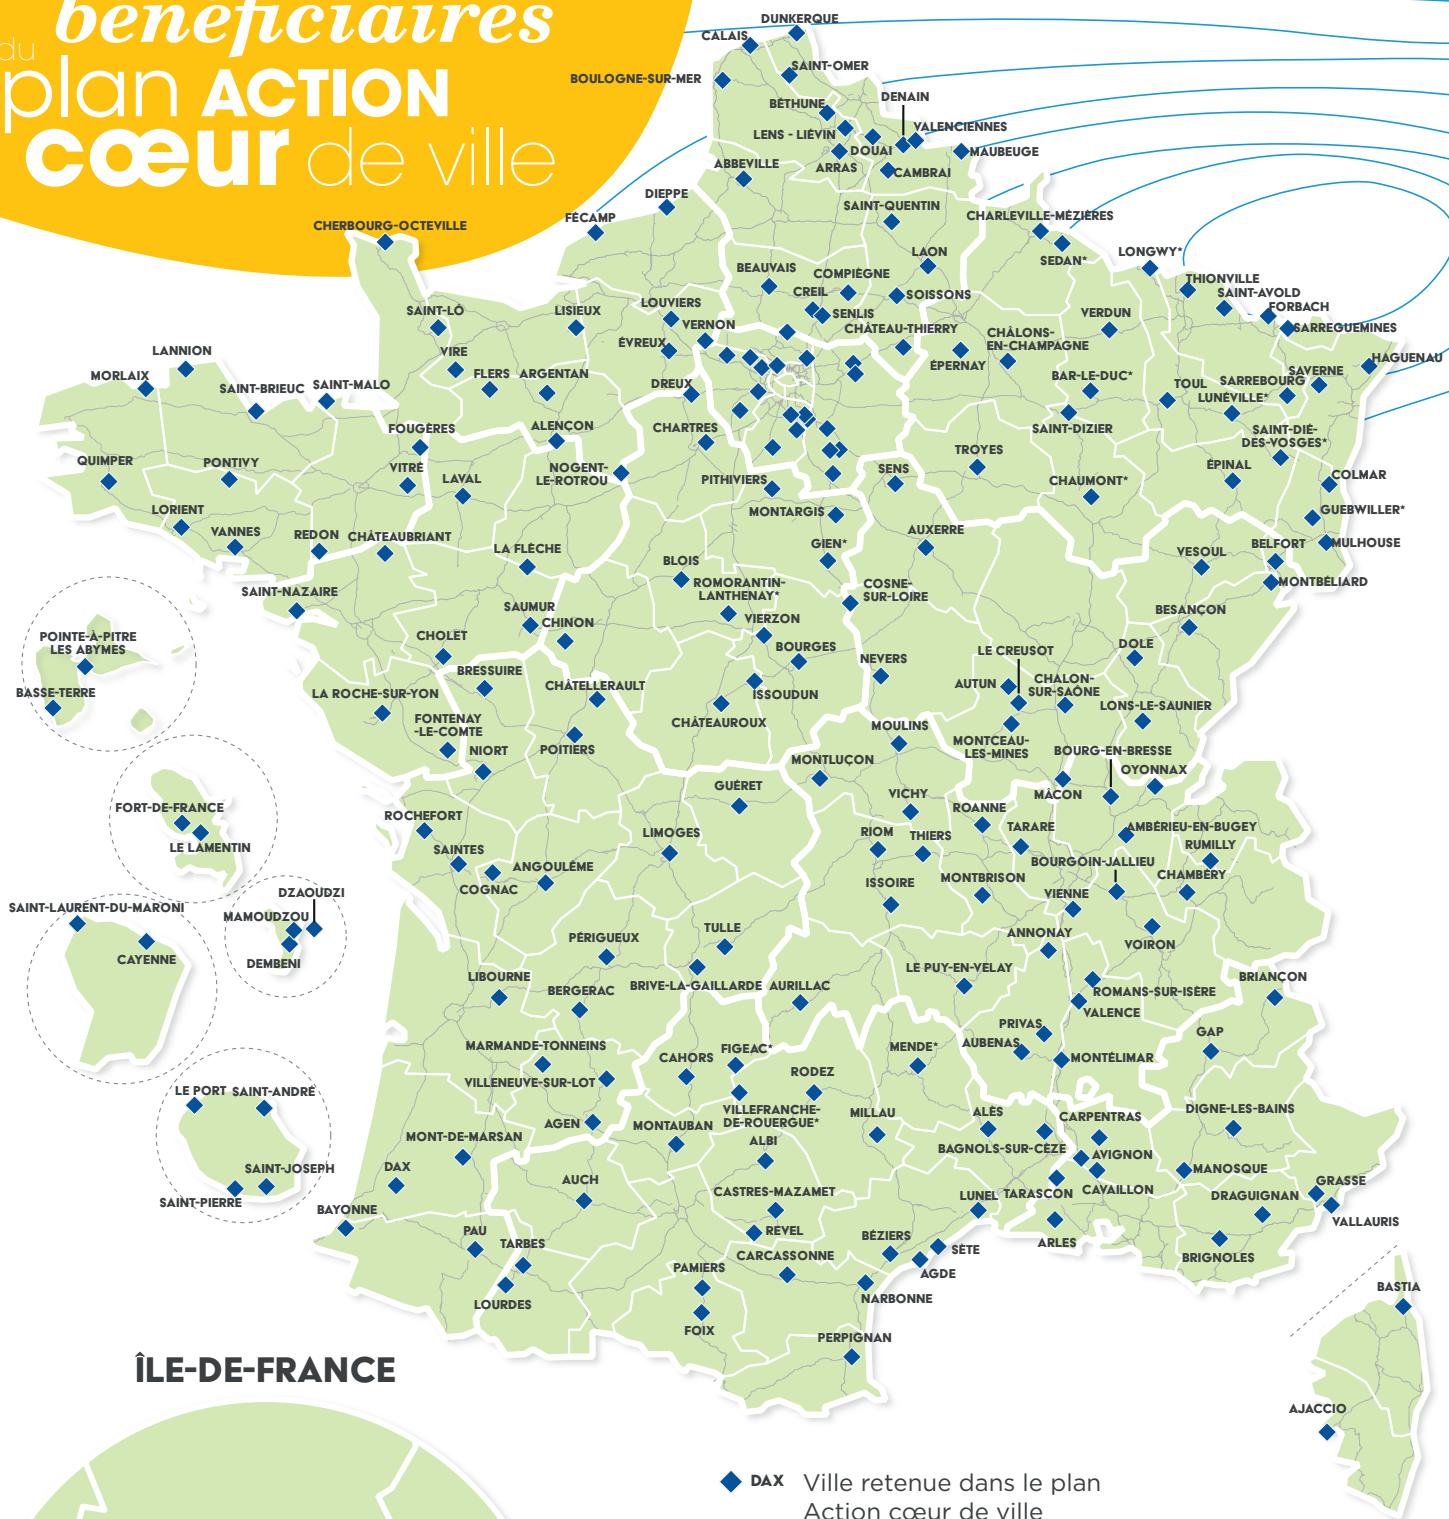 bénéficiaires
du
plan ACTION
cœur de ville
DUNKERQUE
CALAIS
SAINT-OMER
BOULOGNE-SUR-MER
BÉTHUNE
DENAIN
LENS - LIÉVIN
VALENCIENNES
DOUAI
MAUBEUGE
ARRAS
CAMBRAI
ABBEVILLE
DIEPPE
SAINT-QUENTIN
FÉCAMP
CHARLEVILLE-MÉZIÈRES
CHERBOURG-OCTEVILLE
SEDAN*
LONGWY*
LAON
BEAUVAIS
COMPIÈGNE
THIONVILLE
CREIL
SOISSONS
SAINT-AVOLD
FORBACH
SAINT-LÔ
LISIEUX
LOUVIERS
VERNON
SENLIS
CHÂTEAU-THIERRY
VERDUN
SARREGUEMINES
ÉVREUX
CHÂLONS-
EN-CHAMPAGNE
LANNION
VIRE
ÉPERNAY
HAGUENAU
MORLAIX
SAINT-BRIEUC
SAINT-MALO
FLERS
ARGENTAN
DREUX
BAR-LE-DUC*
TOUL
SARREBOURG
SAVERNE
LUNÉVILLE*
FOUGÈRES
ALENÇON
CHARTRES
SAINT-DIZIER
SAINT-DIÉ-
DES-VOSGES*
QUIMPER
PONTIVY
VITRÉ
LAVAL
NOGENT-
LE-ROTROU
PITHIVIERS
SENS
TROYES
CHAUMONT*
ÉPINAL
COLMAR
LORIENT
VANNES
MONTARGIS
GUEBWILLER*
REDON
CHÂTEAUBRIANT
LA FLÈCHE
GIEN*
AUXERRE
VESOUL
BELFORT
MULHOUSE
BLOIS
SAINT-NAZAIRE
ROMORANTIN-
LANTHENAY*
COSNE-
SUR-LOIRE
MONTBÉLIARD
SAUMUR
CHINON
VIERZON
BESANÇON
POINTE-À-PITRE
LES ABYMES
CHOLET
BOURGES
NEVERS
LE CREUSOT
DOLE
BASSE-TERRE
BRESSUIRE
LA ROCHE-SUR-YON
CHÂTELLERAULT
ISSOUDUN
AUTUN
CHALON-
SUR-SAÔNE
LONS-LE-SAUNIER
FONTENAY
-LE-COMTE
CHÂTEAUROUX
MOULINS
MONTCEAU-
LES-MINES
NIORT
POITIERS
MONTLUÇON
BOURG-EN-BRESSE
OYONNAX
GUÉRET
VICHY
MÂCON
FORT-DE-FRANCE
ROCHEFORT
ROANNE
LE LAMENTIN
LIMOGES
RIOM
THIERS
TARARE
AMBÉRIEU-EN-BUGEY
RUMILLY
SAINTES
COGNAC
ANGOULÊME
BOURGOIN-JALLIEU
ISSOIRE
MONTBRISON
VIENNE
CHAMBÉRY
DZAOUDZI
SAINT-LAURENT-DU-MARONI
MAMOUDZOU
CAYENNE
DEMBENI
PÉRIGUEUX
TULLE
ANNONAY
VOIRON
LIBOURNE
BERGERAC
BRIVE-LA-GAILLARDE
AURILLAC
LE PUY-EN-VELAY
ROMANS-SUR-ISÈRE
VALENCE
BRIANÇON
PRIVAS
GAP
MARMANDE-TONNEINS
CAHORS
FIGEAC*
MENDE*
AUBENAS
MONTÉLIMAR
VILLENEUVE-SUR-LOT
RODEZ
LE PORT
SAINT-ANDRÉ
VILLEFRANCHE-
DE-ROUERGUE*
MILLAU
ALÈS
CARPENTRAS
DIGNE-LES-BAINS
AGEN
MONTAUBAN
MONT-DE-MARSAN
ALBI
BAGNOLS-SUR-CÈZE
AVIGNON
SAINT-JOSEPH
DAX
AUCH
MANOSQUE
SAINT-PIERRE
CASTRES-MAZAMET
LUNEL
TARASCON
CAVAILLON
DRAGUIGNAN
GRASSE
BAYONNE
VALLAURIS
PAU
TARBES
REVEL
BÉZIERS
SÈTE
ARLES
CARCASSONNE
BRIGNOLES
PAMIERS
AGDE
LOURDES
NARBONNE
BASTIA
FOIX
PERPIGNAN
ÎLE-DE-FRANCE
AJACCIO
DAX Ville retenue dans le plan
Action cœur de ville